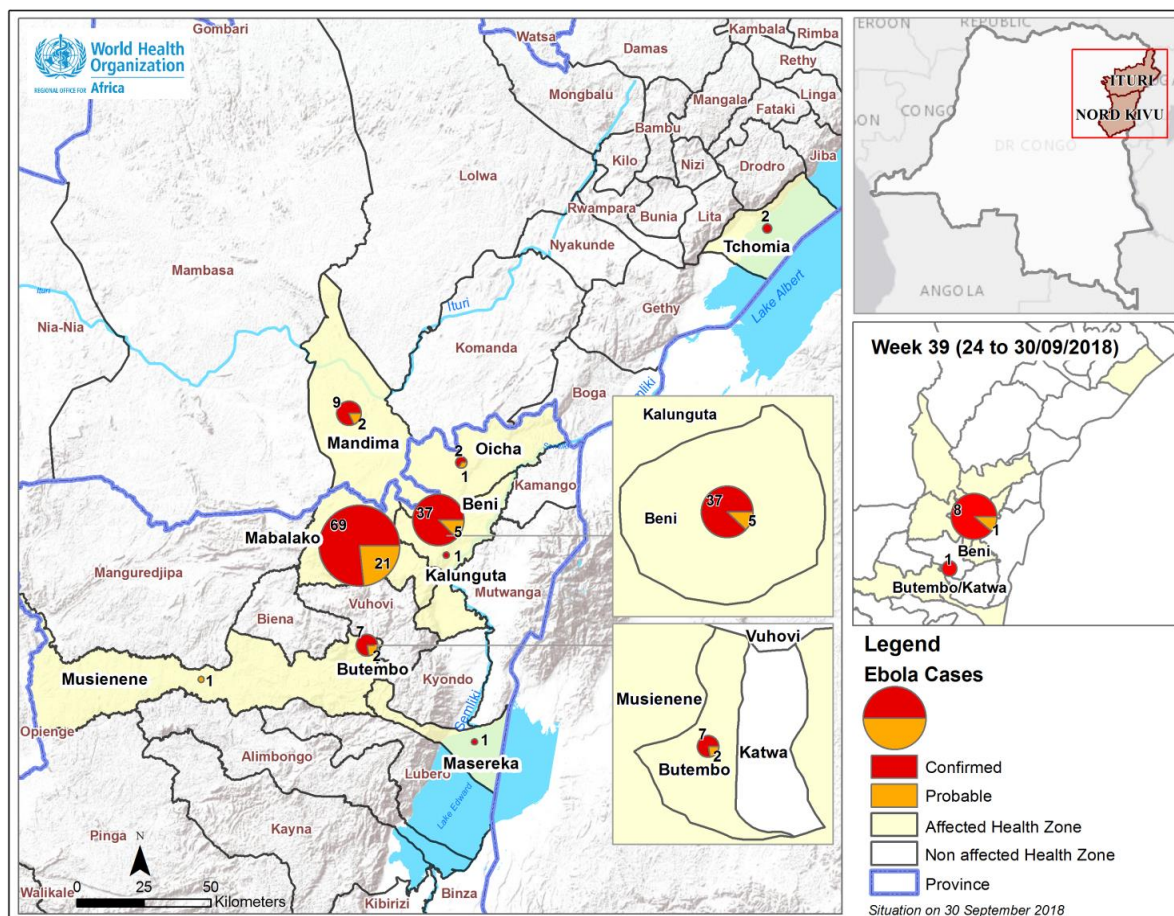 World Health
Organization
REGIONAL OFFICE FOR Africa
Gombari
Watsa
Damas
Kambala
Rimba
Rethy
Mongbalu
Mangala
Linga
Fataki
Bambu
Kilo
Nizi
Drodro
Jiba
Lolwa
Rwampara
Bunia
Lita
2
Tchomia
Nyakunde
Mambasa
Ituri
Ituri
Nia-Nia
Gethy
Lake Albert
Komanda
Boga
Semliki
9
2
Mandima
2
Oicha
1
Kamango
Beni
69
37
5
Mabalako
21
1
Kalunguta
Manguredjipa
Mutwanga
Vuhovi
Biena
7
2
Butembo
Musienene
1
Kyondo
Semliki
Opienge
1
Masereka
Alimbongo
Lubero
Lake Edward
Kayna
Pinga
N
0 25 50
Kilometers
Walikale
Kibirizi
Binza
Kalunguta
37
Beni
5
Vuhovi
Musienene
7
2
Butembo
Katwa
REPUBLIC
CONGO
ITURI
NORD KIVU
DR CONGO
ANGOLA
Week 39 (24 to 30/09/2018)
8
1
Beni
1
Butembo/Katwa
Legend
Ebola Cases
Confirmed
Probable
Affected Health Zone
Non affected Health Zone
Province
Situation on 30 September 2018